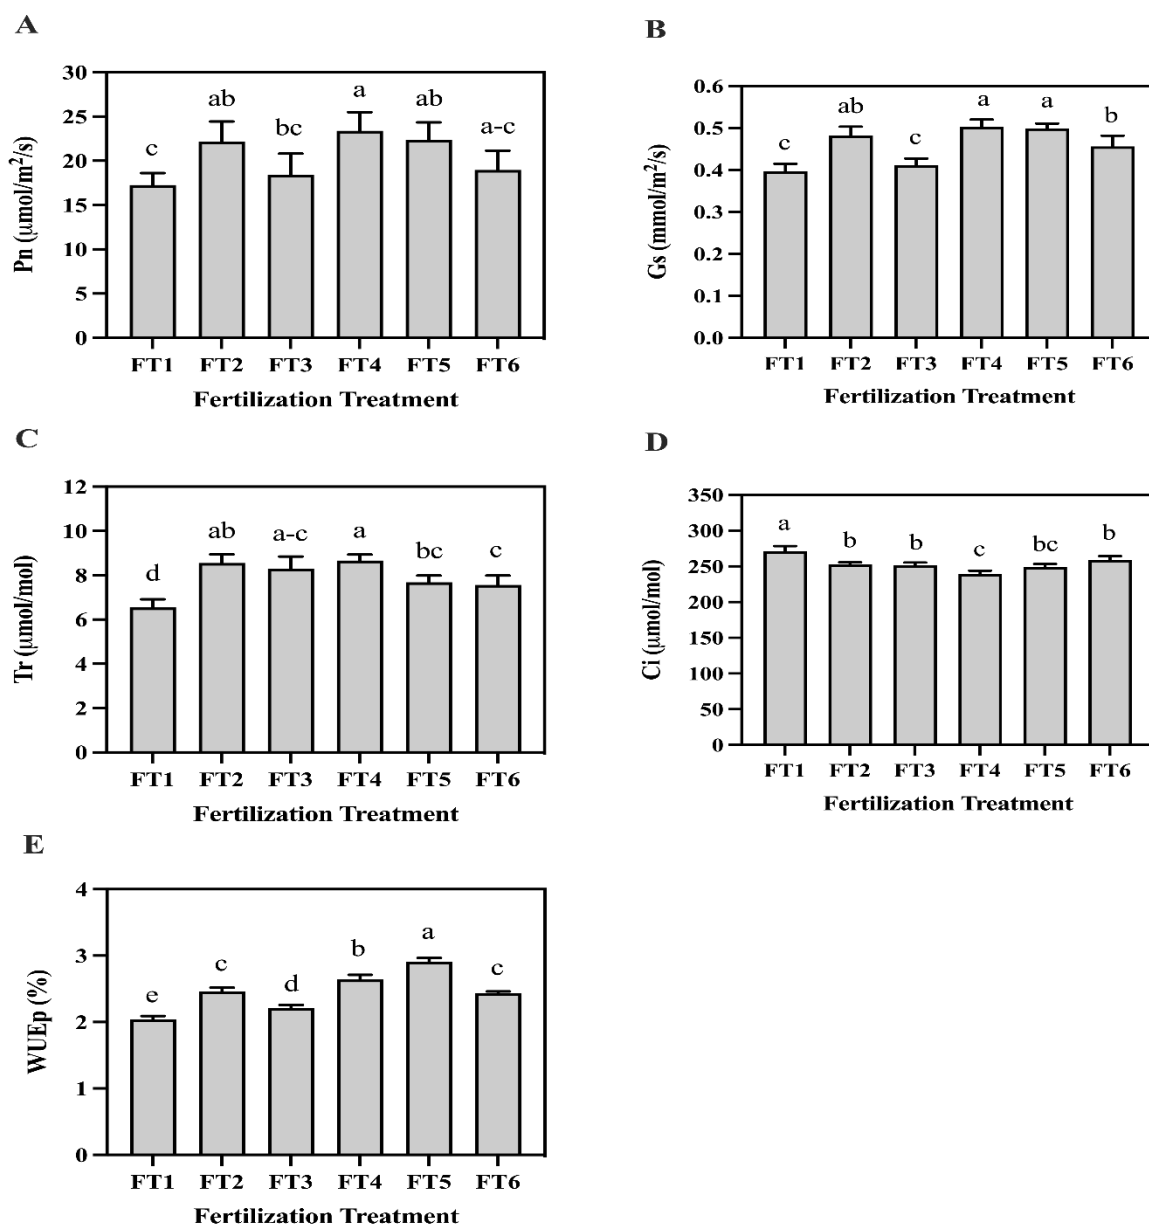 A
Pn (μmol/m²/s)
30
25
20
15
10
5
0
c
ab
bc
a
ab
a-c
FT1 FT2 FT3 FT4 FT5 FT6
Fertilization Treatment
B
Gs (mmol/m²/s)
0.6
0.5
0.4
0.3
0.2
0.1
0.0
c
ab
c
a
a
b
FT1 FT2 FT3 FT4 FT5 FT6
Fertilization Treatment
C
Tr (μmol/mol)
12
10
8
6
4
2
0
d
ab
a-c
a
bc
c
FT1 FT2 FT3 FT4 FT5 FT6
Fertilization Treatment
D
Ci (μmol/mol)
350
300
250
200
150
100
50
0
a
b
b
c
bc
b
FT1 FT2 FT3 FT4 FT5 FT6
Fertilization Treatment
E
WUEp (%)
4
3
2
1
0
e
c
d
b
a
c
FT1 FT2 FT3 FT4 FT5 FT6
Fertilization Treatment